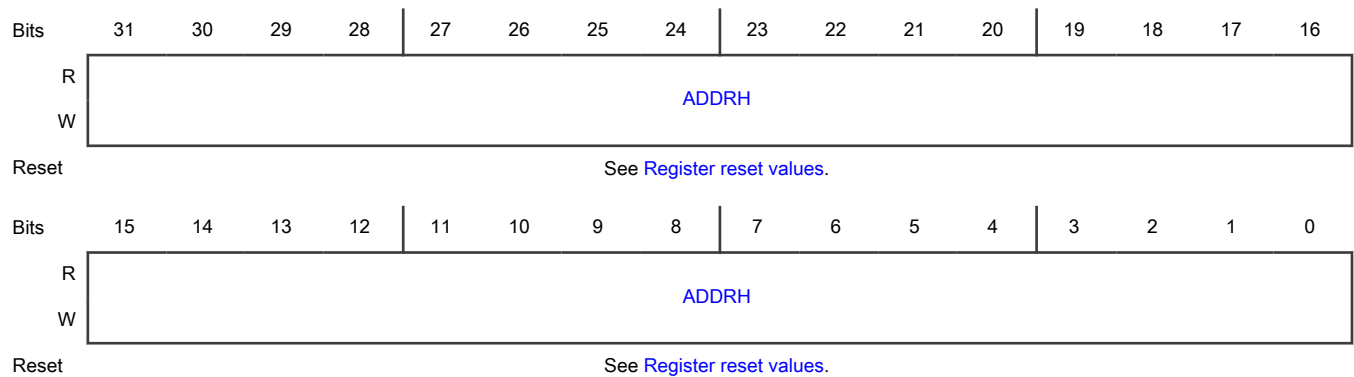 Bits 31 30 29 28 27 26 25 24 23 22 21 20 19 18 17 16
R
ADDRH
W
Reset See Register reset values.
Bits 15 14 13 12 11 10 9 8 7 6 5 4 3 2 1 0
R
ADDRH
W
Reset See Register reset values.